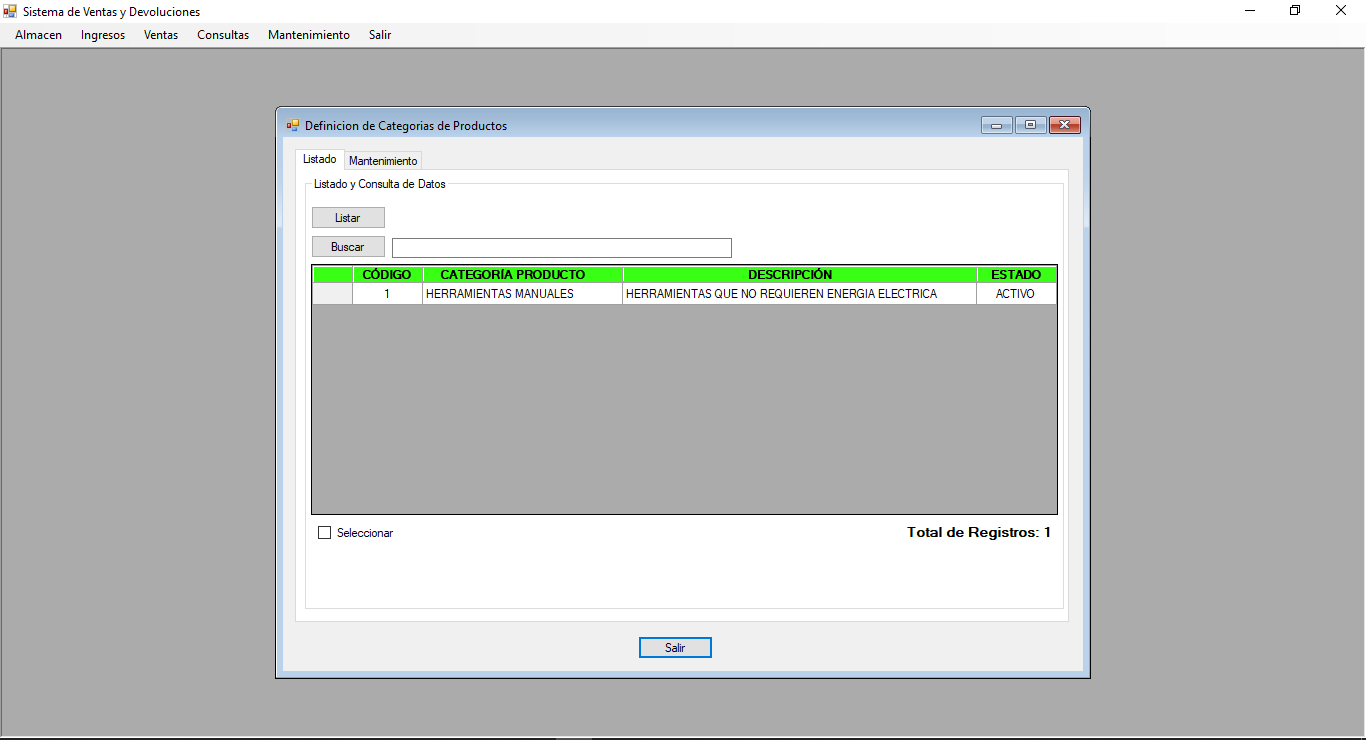 Sistema de Ventas y Devoluciones
Almacen Ingresos Ventas Consultas Mantenimiento Salir
Definicion de Categorias de Productos
Listado Mantenimiento
Listado y Consulta de Datos
Listar
Buscar
CÓDIGO CATEGORÍA PRODUCTO DESCRIPCIÓN ESTADO
1 HERRAMIENTAS MANUALES HERRAMIENTAS QUE NO REQUIEREN ENERGIA ELECTRICA ACTIVO
Seleccionar Total de Registros: 1
Salir